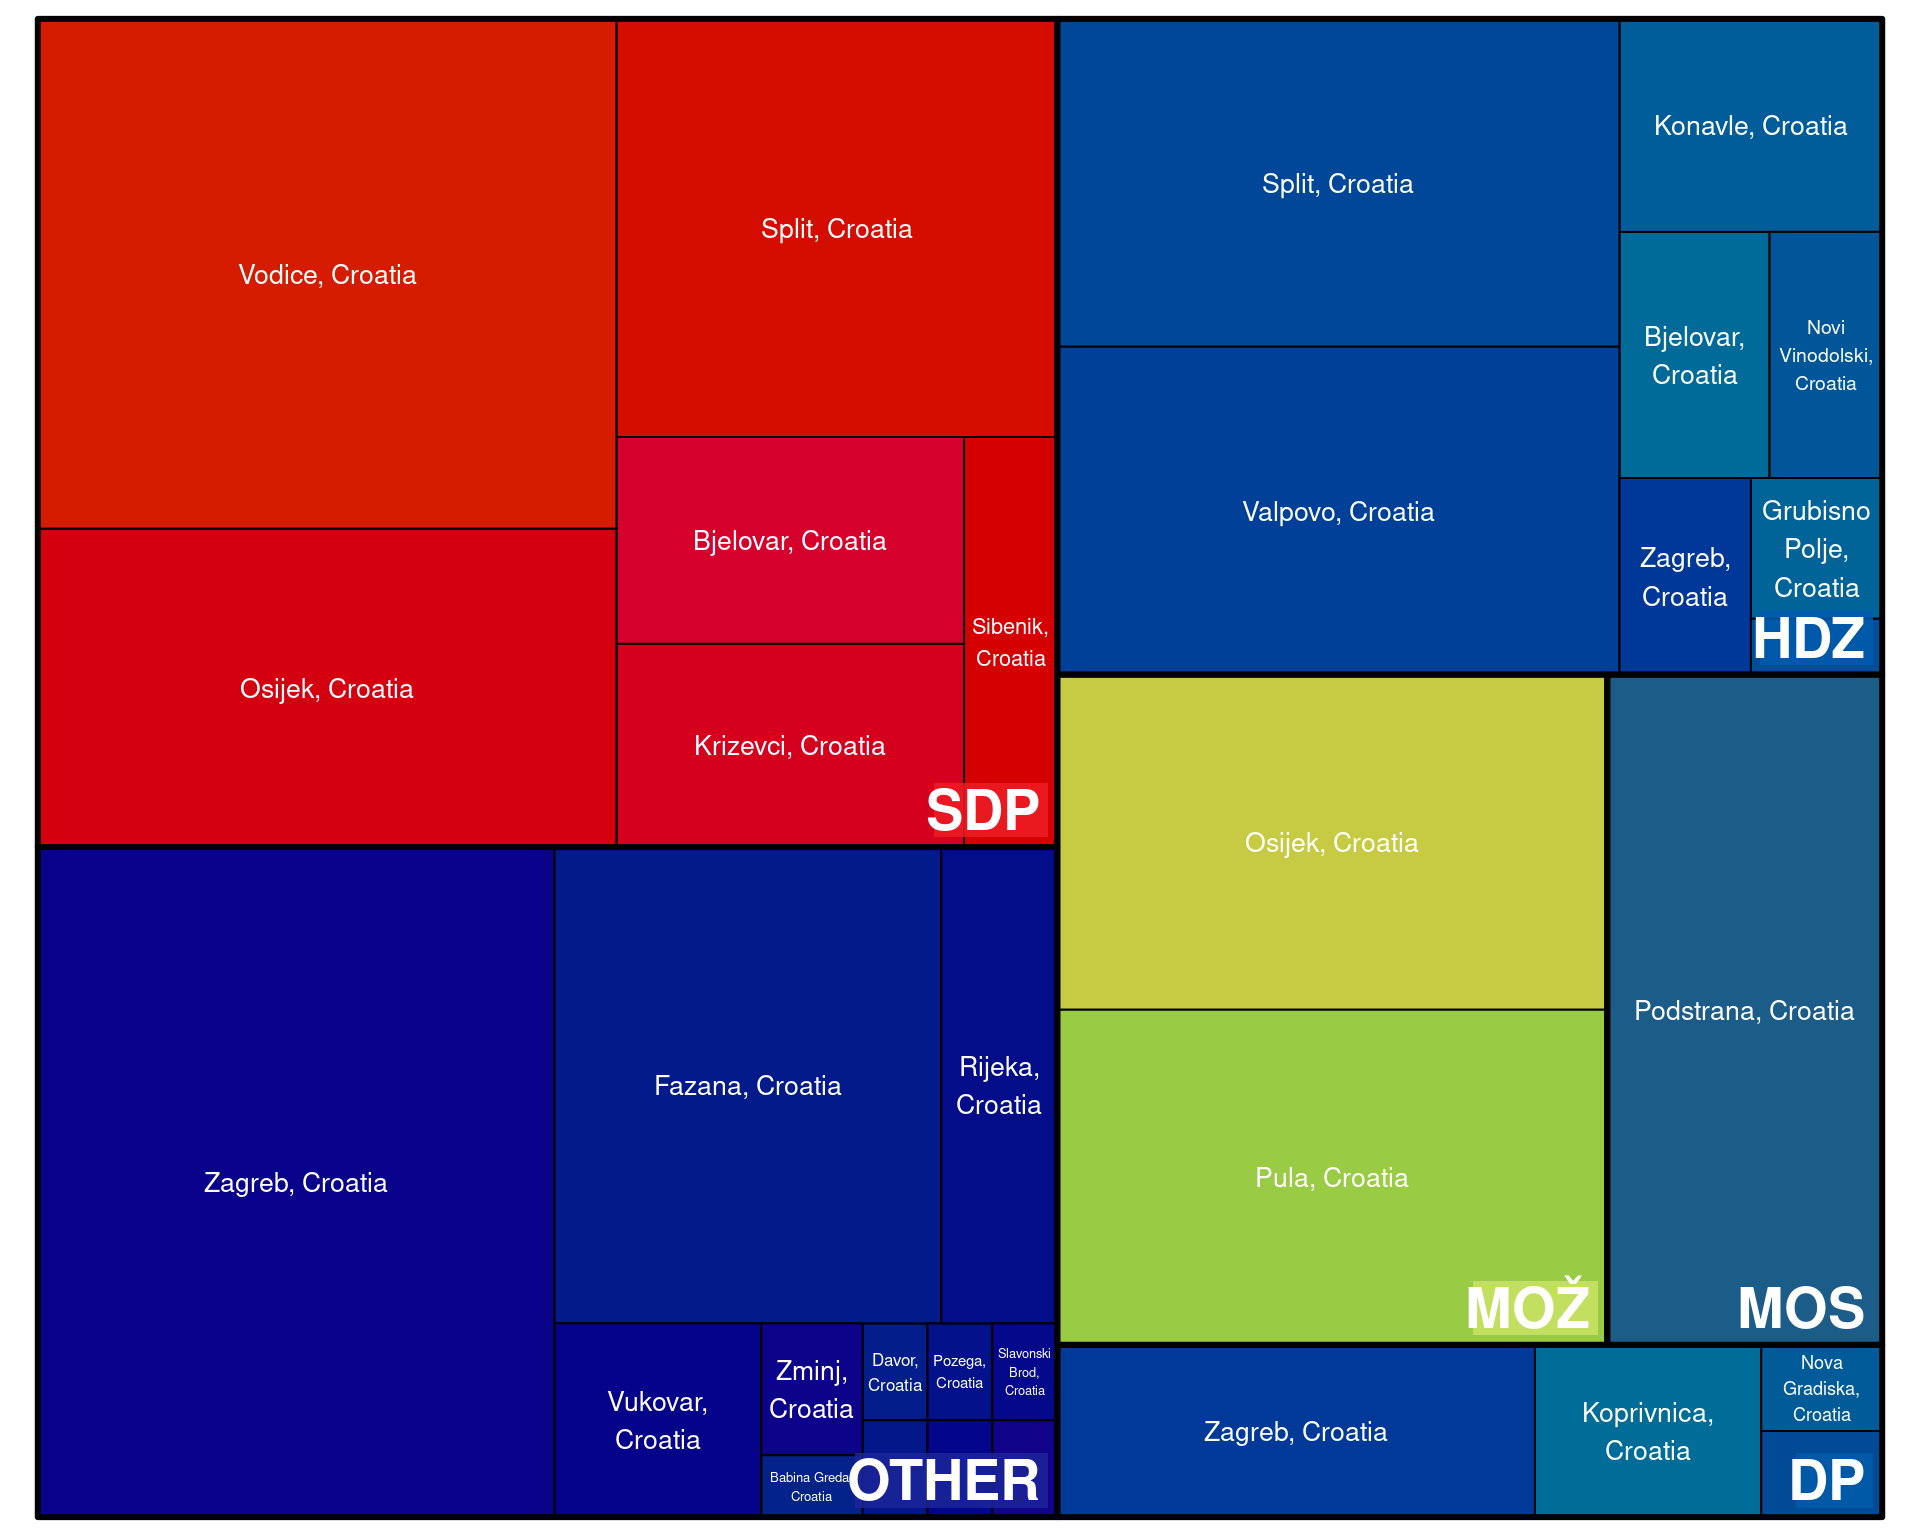 Vodice, Croatia
Osijek, Croatia
Split, Croatia
Bjelovar, Croatia
Krizevci, Croatia
Sibenik,
Croatia
SDP
Split, Croatia
Valpovo, Croatia
Konavle, Croatia
Bjelovar,
Croatia
Novi
Vinodolski,
Croatia
Zagreb,
Croatia
Grubisno
Polje,
Croatia
HDZ
Zagreb, Croatia
Fazana, Croatia
Rijeka,
Croatia
Vukovar,
Croatia
Zminj,
Croatia
Babina Greda,
Croatia
Davor,
Croatia
Pozega,
Croatia
Slavonski
Brod,
Croatia
OTHER
Osijek, Croatia
Pula, Croatia
MOŽ
Podstrana, Croatia
MOS
Zagreb, Croatia
Koprivnica,
Croatia
Nova
Gradiska,
Croatia
DP